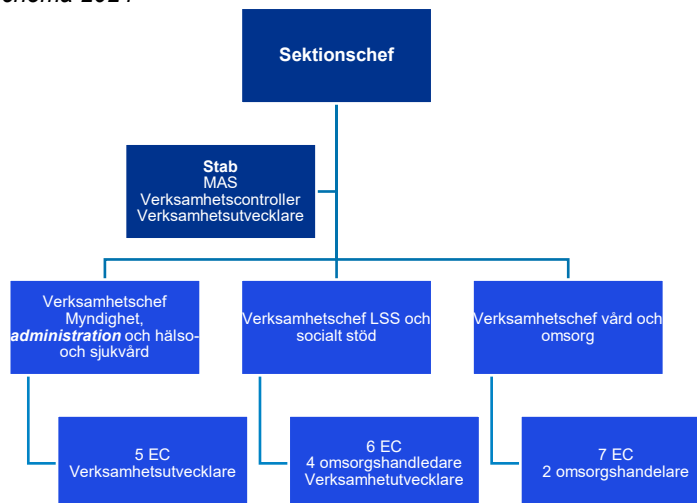 Sektionschef
Stab
MAS
Verksamhetscontroller
Verksamhetsutvecklare
Verksamhetschef
Myndighet,
administration och hälso-
och sjukvård
Verksamhetschef LSS och
socialt stöd
Verksamhetschef vård och
omsorg
5 EC
Verksamhetsutvecklare
6 EC
4 omsorgshandledare
Verksamhetutvecklare
7 EC
2 omsorgshandelare